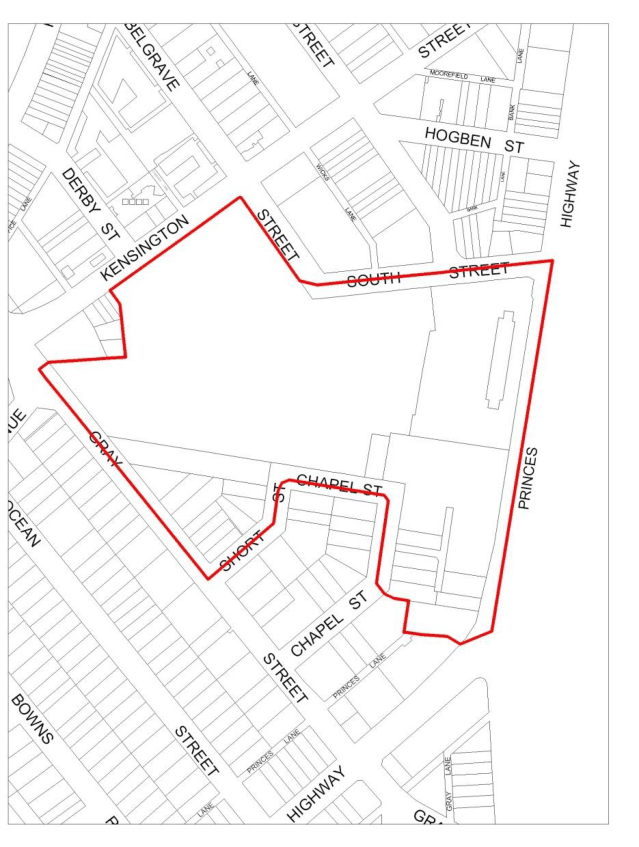 BELGRAVE
STREET
STREET
LANE
MOOREFIELD LANE
LANE
BANK
HOGBEN ST
LANE
HIGHWAY
WICKS
LANE
DERBY ST
LANE
KENSINGTON
STREET
SOUTH STREET
GRAY
CHAPEL ST
ST
SHORT
PRINCES
OCEAN
CHAPEL ST
STREET
PRINCES LANE
BOWNS
STREET
PRINCES LANE
HIGHWAY
LANE
GRAY LANE